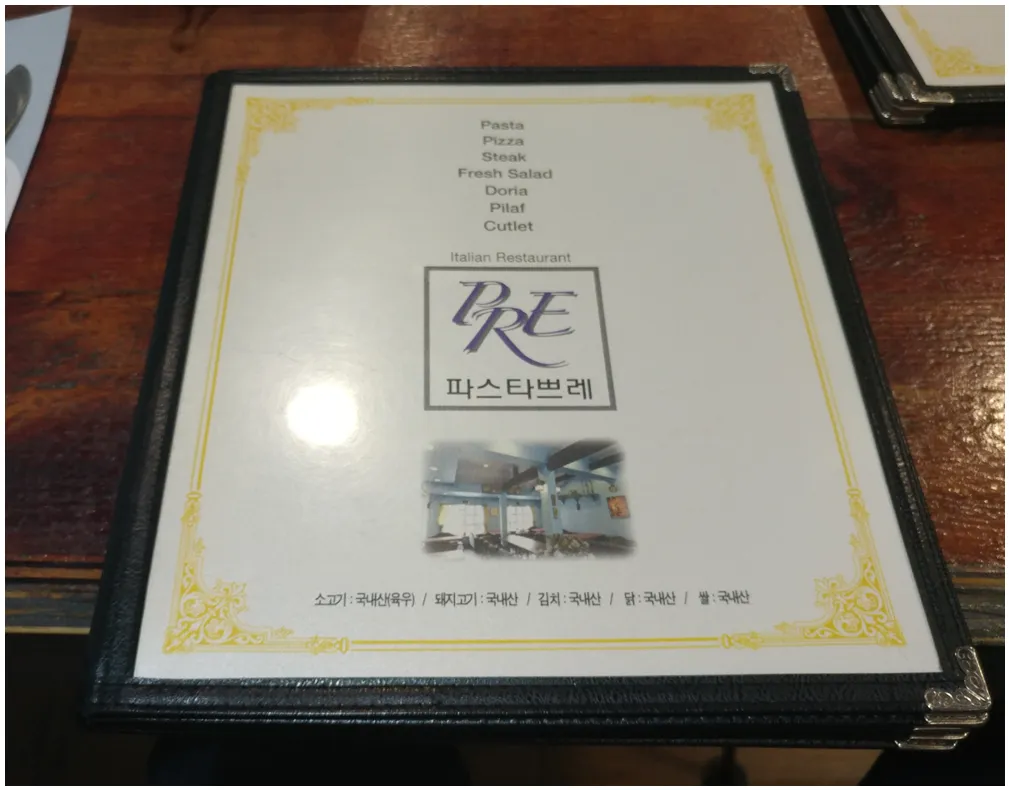 Pasta
Pizza
Steak
Fresh Salad
Doria
Pilaf
Cutlet
Italian Restaurant
PRE
파스타쁘레
소고기 : 국내산(육우) / 돼지고기 : 국내산 / 김치 : 국내산 / 닭 : 국내산 / 쌀 : 국내산